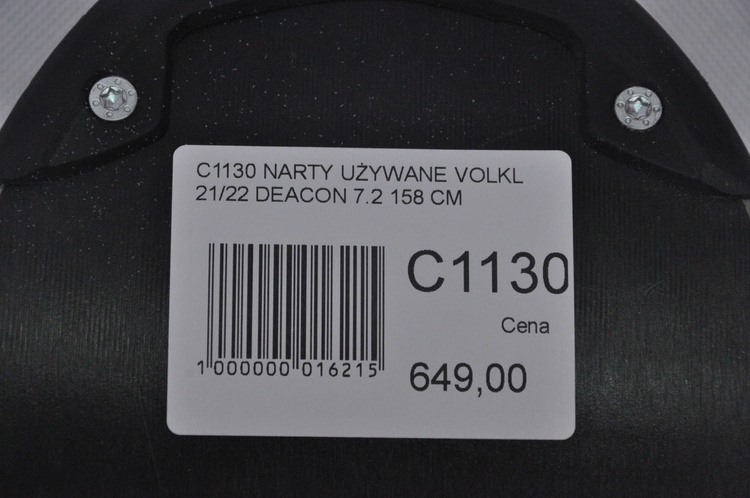 C1130 NARTY UŻYWANE VOLKL
21/22 DEACON 7.2 158 CM
C1130
Cena
649,00
1 000000 016215